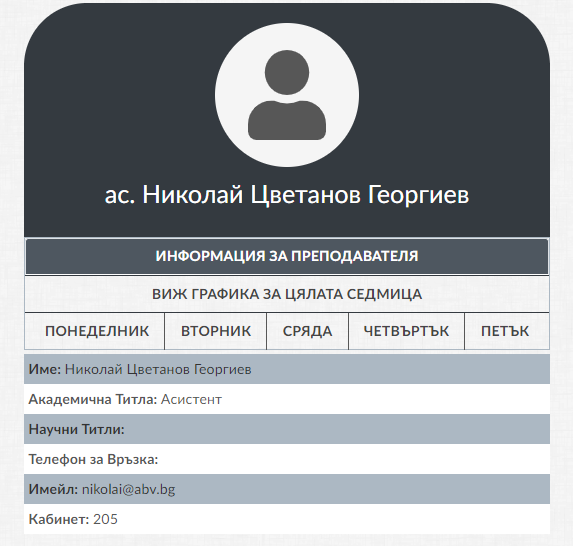 ас. Николай Цветанов Георгиев
ИНФОРМАЦИЯ ЗА ПРЕПОДАВАТЕЛЯ
ВИЖ ГРАФИКА ЗА ЦЯЛАТА СЕДМИЦА
ПОНЕДЕЛНИК ВТОРНИК СРЯДА ЧЕТВЪРТЪК ПЕТЪК
Име: Николай Цветанов Георгиев
Академична Титла: Асистент
Научни Титли:
Телефон за Връзка:
Имейл: nikolai@abv.bg
Кабинет: 205